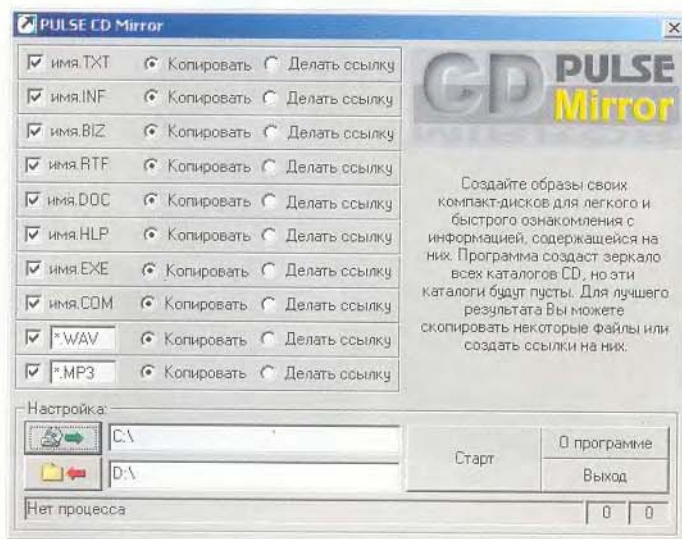 PULSE CD Mirror
имя.TXT Копировать Делать ссылку
имя.INF Копировать Делать ссылку
имя.BIZ Копировать Делать ссылку
имя.RTF Копировать Делать ссылку
имя.DOC Копировать Делать ссылку
имя.HLP Копировать Делать ссылку
имя.EXE Копировать Делать ссылку
имя.COM Копировать Делать ссылку
*.WAV Копировать Делать ссылку
*.MP3 Копировать Делать ссылку
CD PULSE
Mirror
Создайте образы своих
компакт-дисков для легкого и
быстрого ознакомления с
информацией, содержащейся на
них. Программа создаст зеркало
всех каталогов CD, но эти
каталоги будут пусты. Для лучшего
результата Вы можете
скопировать некоторые файлы или
создать ссылки на них.
Настройка:
C:\
D:\
Старт
О программе
Выход
Нет процесса 0 0